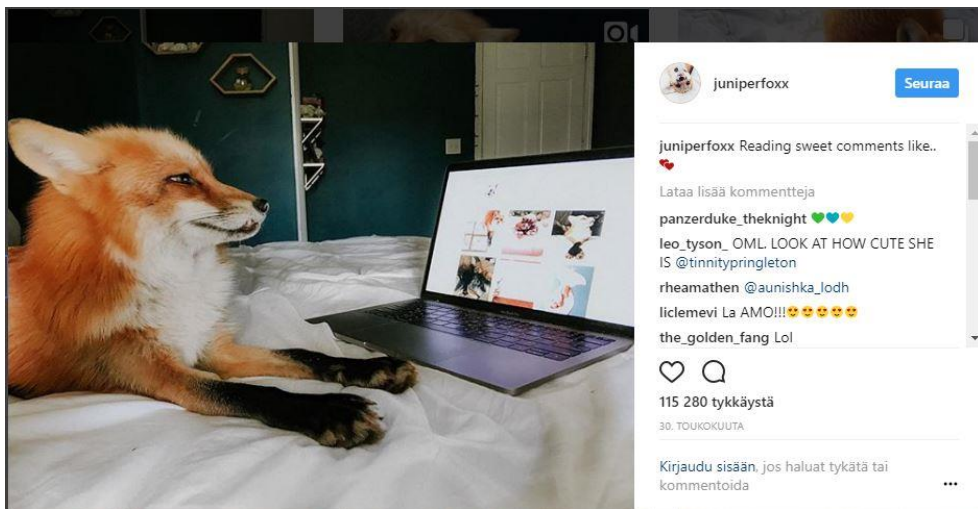 juniperfoxx
Seuraa
juniperfoxx Reading sweet comments like..
Lataa lisää kommentteja
panzerduke_theknight 💚💙💛
leo_tyson_ OML. LOOK AT HOW CUTE SHE
IS @tinnitypringleton
rheamathen @aunishka_lodh
liclemevi La AMO!!!😍😍😍😍😍
the_golden_fang Lol
115 280 tykkäystä
30. TOUKOKUUTA
Kirjaudu sisään, jos haluat tykätä tai
kommentoida